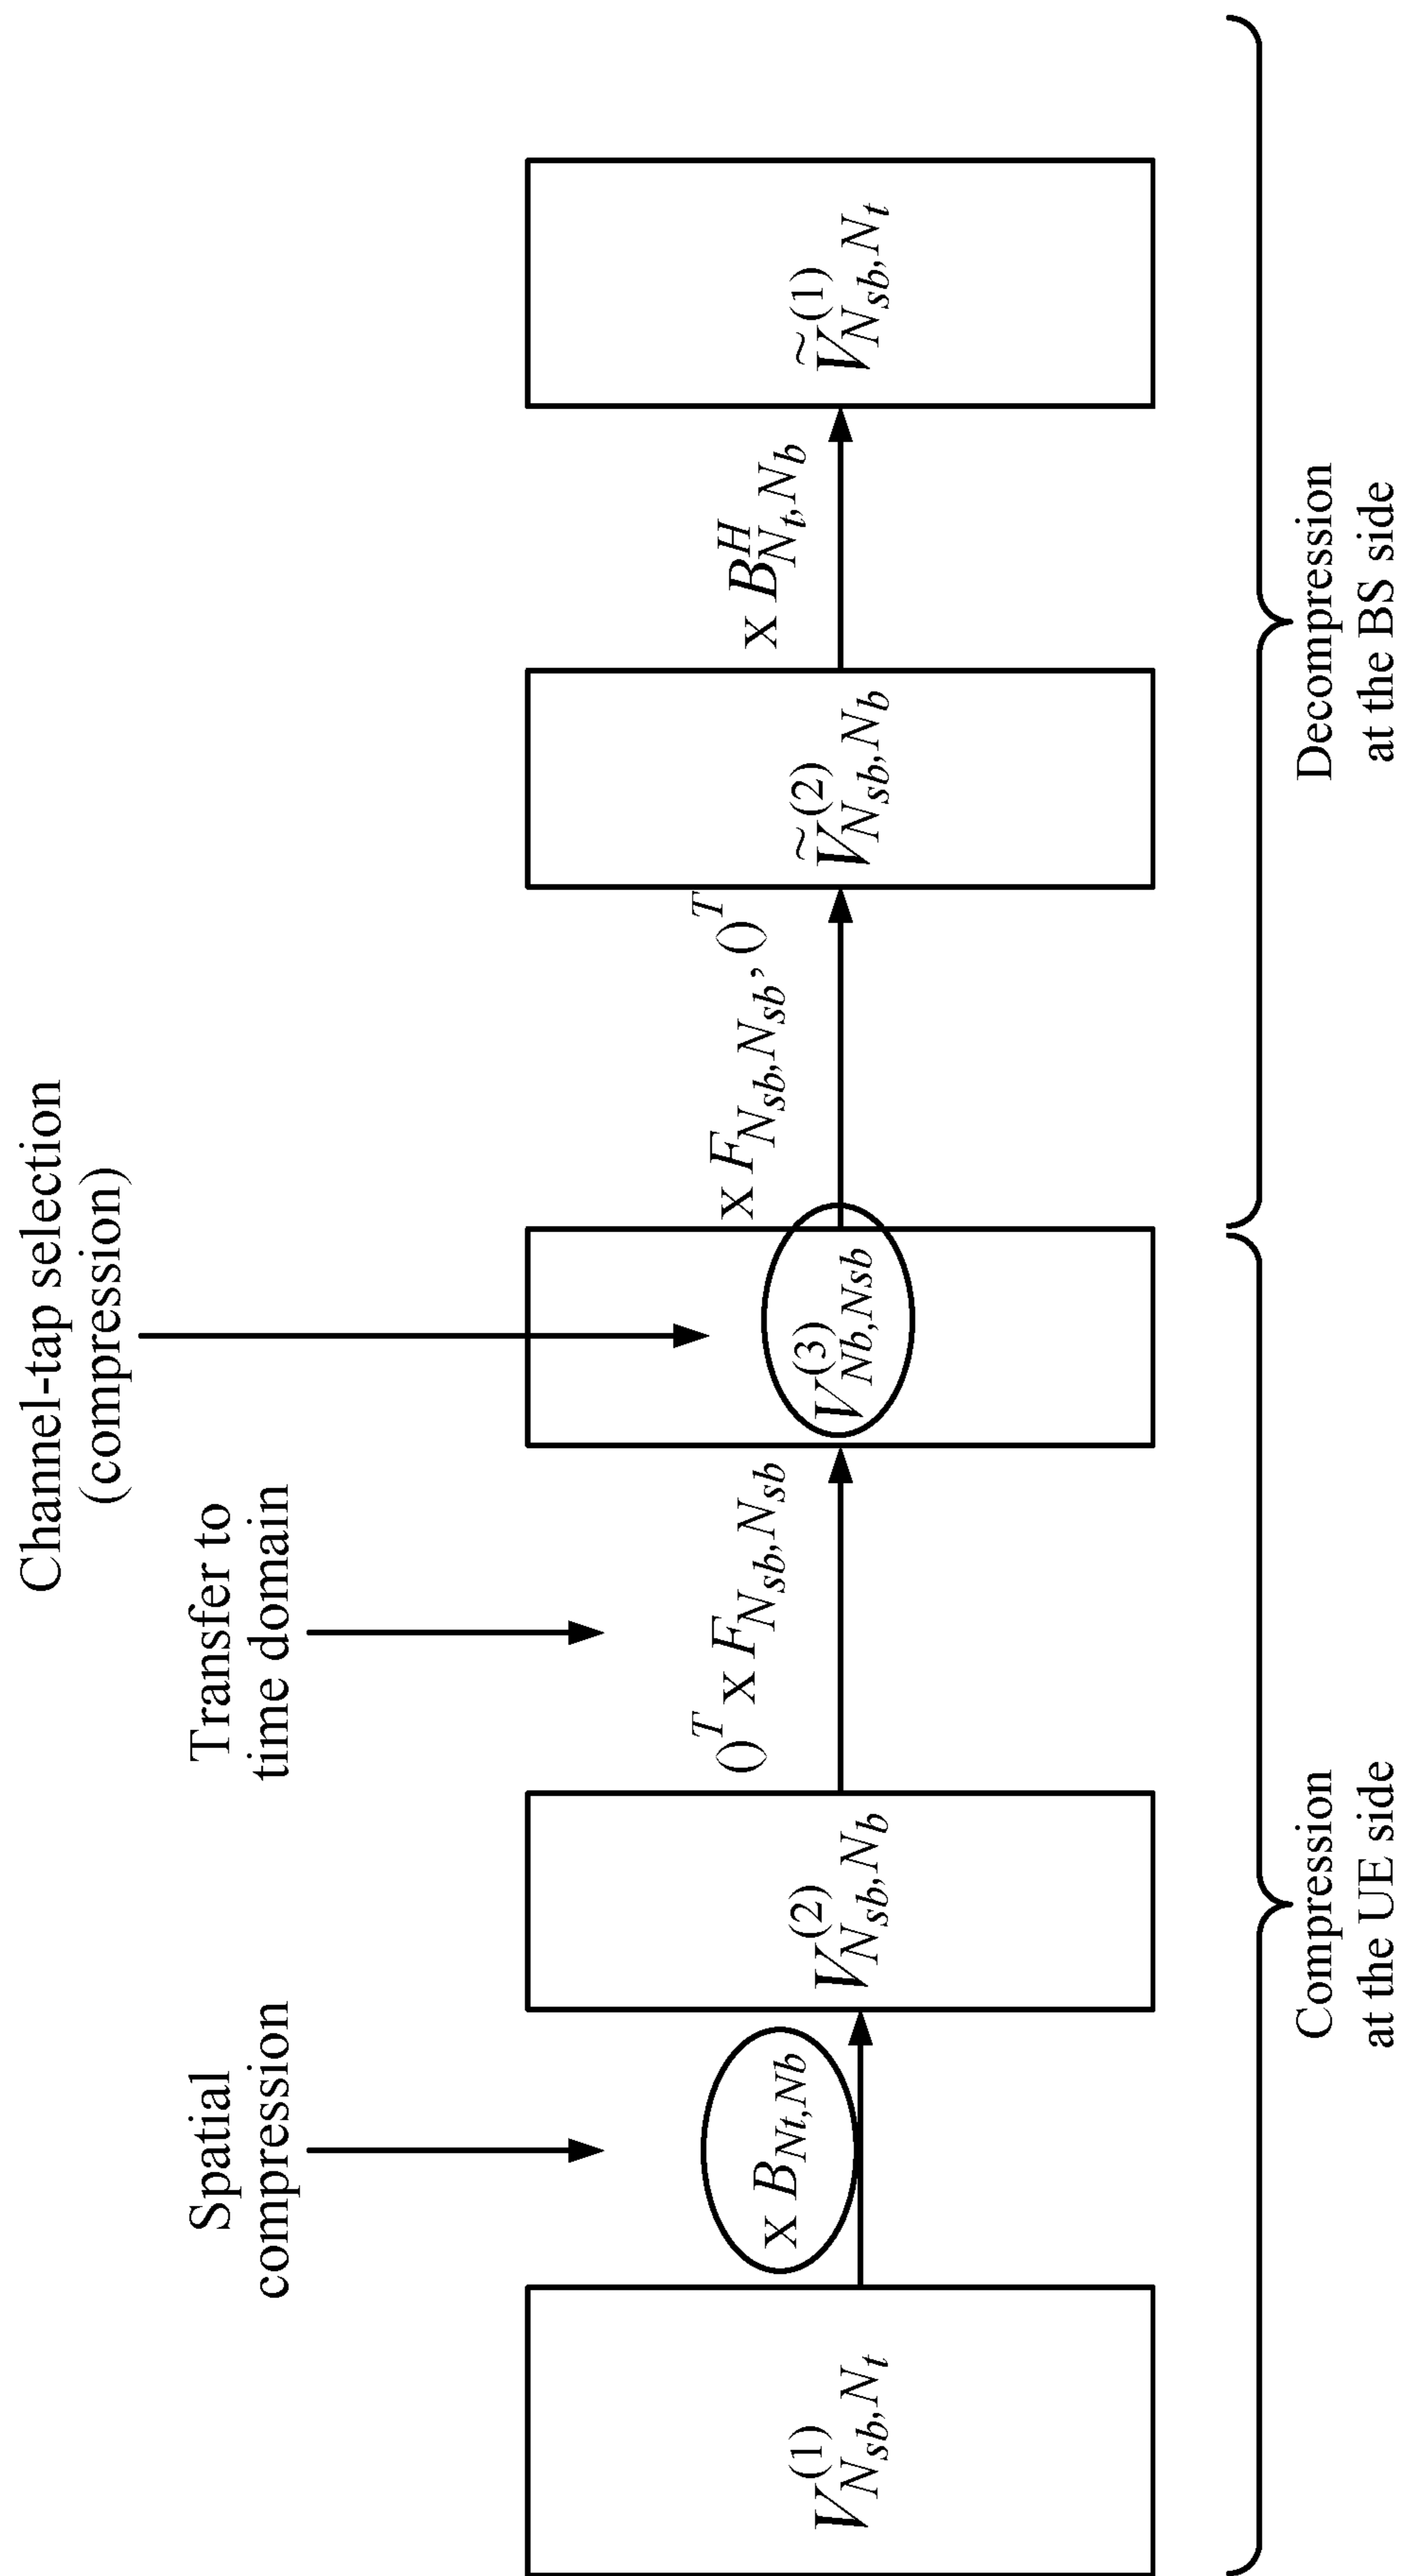 Channel-tap selection
(compression)
Spatial
compression
Transfer to
time domain
V^{(1)}_{N_{sb},N_t}
x B_{Nt,Nb}
V^{(2)}_{N_{sb},N_b}
()^T x F_{N_{sb},N_{sb}}
V^{(3)}_{Nb,Nsb}
x F_{N_{sb},N_{sb}}, ()^T
Ṽ^{(2)}_{N_{sb},N_b}
x B^H_{N_t,N_b}
Ṽ^{(1)}_{N_{sb},N_t}
Compression
at the UE side
Decompression
at the BS side